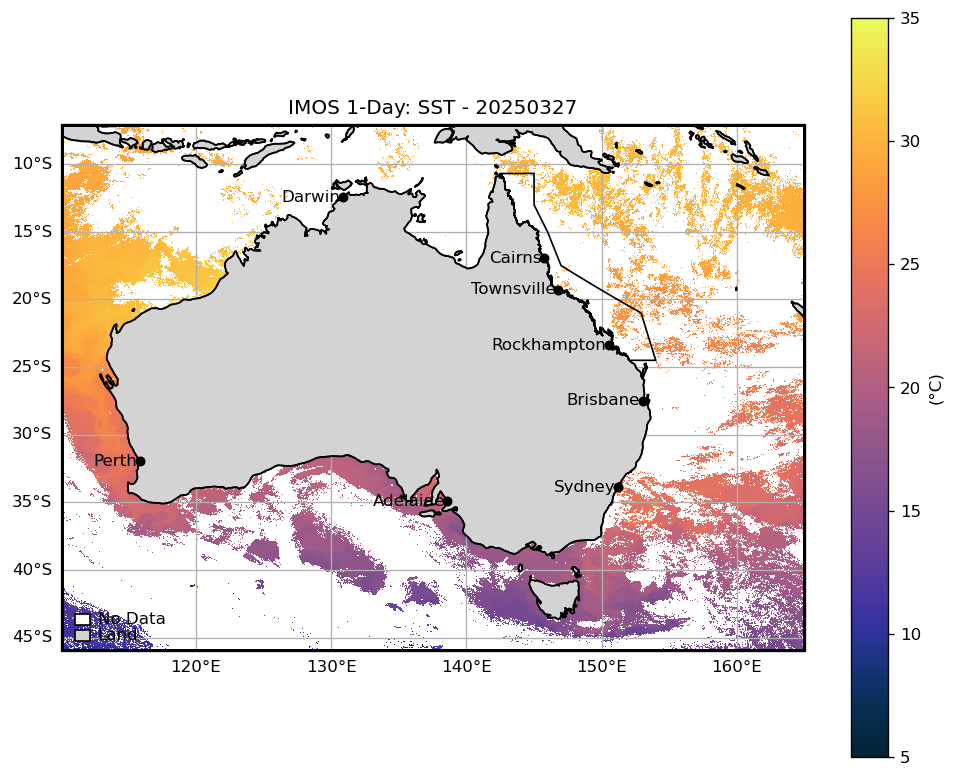 IMOS 1-Day: SST - 20250327
35
30
25
20
15
10
5
(°C)
10°S
15°S
20°S
25°S
30°S
35°S
40°S
45°S
Darwin
Cairns
Townsville
Rockhampton
Brisbane
Perth
Sydney
Adelaide
No Data
Land
120°E
130°E
140°E
150°E
160°E